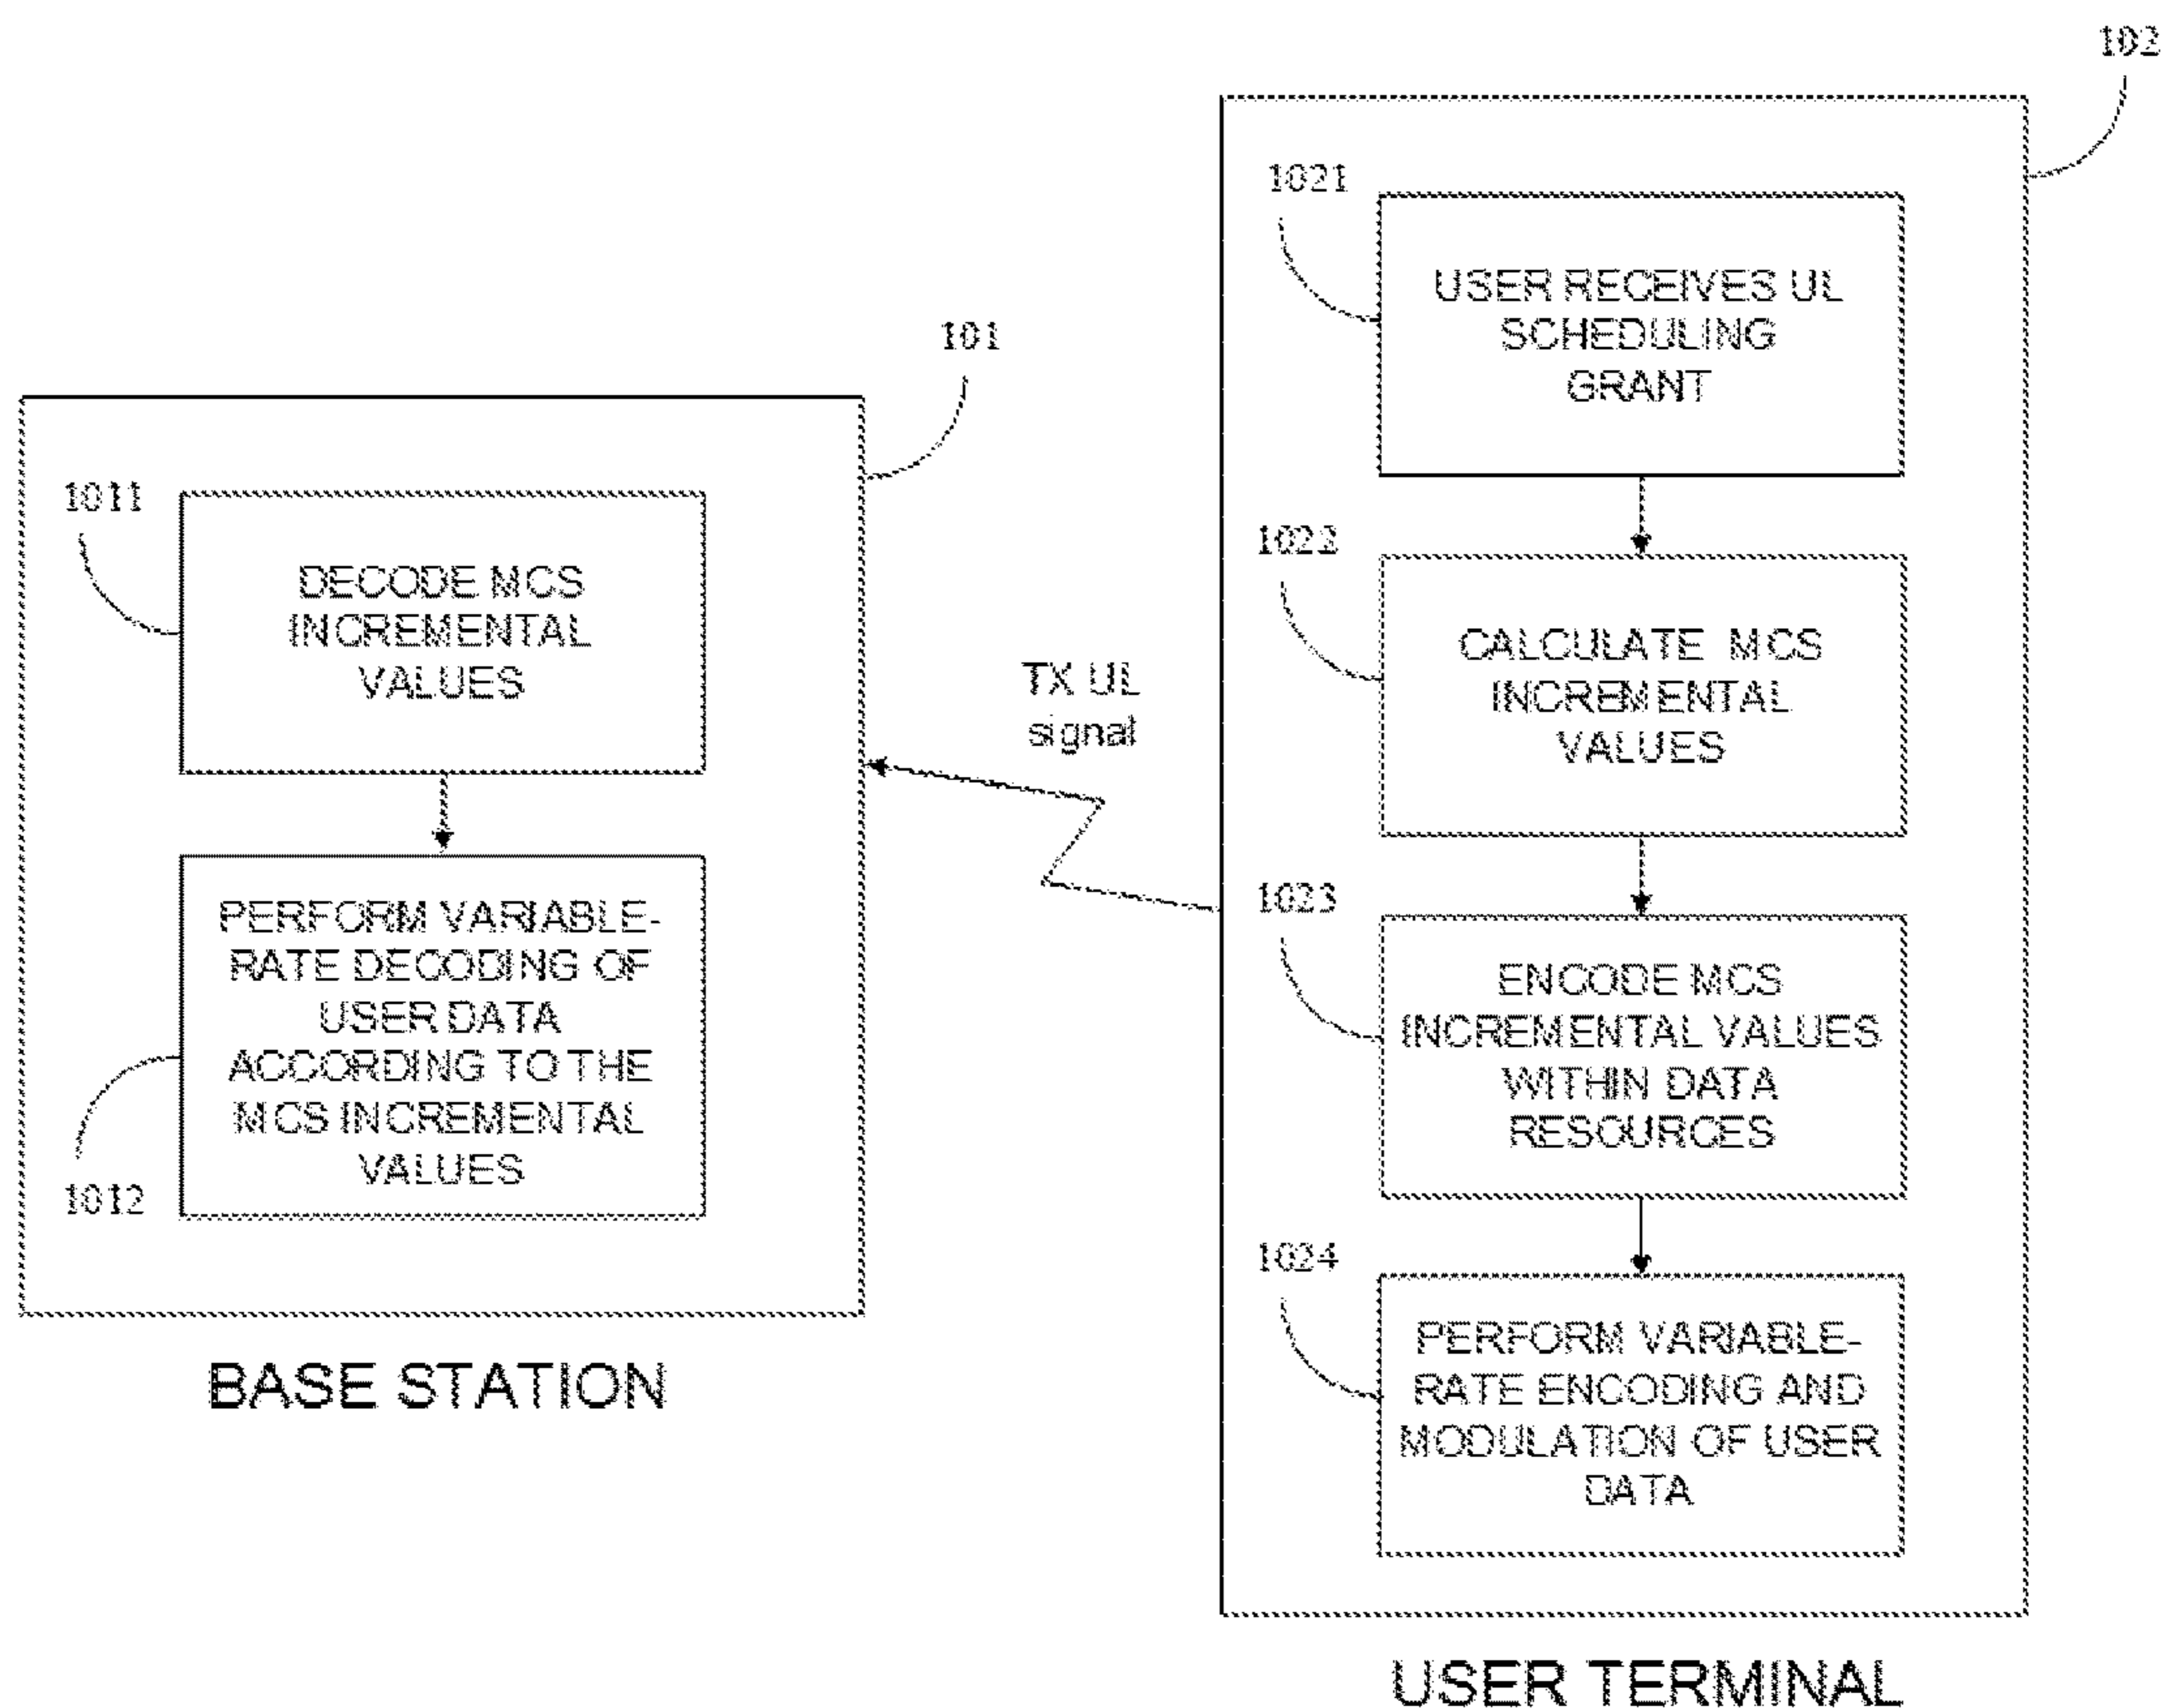 102
1021
USER RECEIVES UL
SCHEDULING
GRANT
101
1011
DECODE MCS
INCREMENTAL
VALUES
1022
CALCULATE MCS
INCREMENTAL
VALUES
TX UL
signal
PERFORM VARIABLE-
RATE DECODING OF
USER DATA
ACCORDING TO THE
MCS INCREMENTAL
VALUES
1012
1023
ENCODE MCS
INCREMENTAL VALUES
WITHIN DATA
RESOURCES
1024
PERFORM VARIABLE-
RATE ENCODING AND
MODULATION OF USER
DATA
BASE STATION
USER TERMINAL